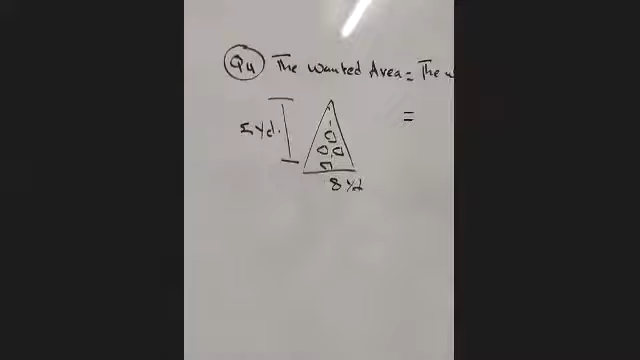 Q4 The Wanted Area = The
=
5 yd.
8 yd